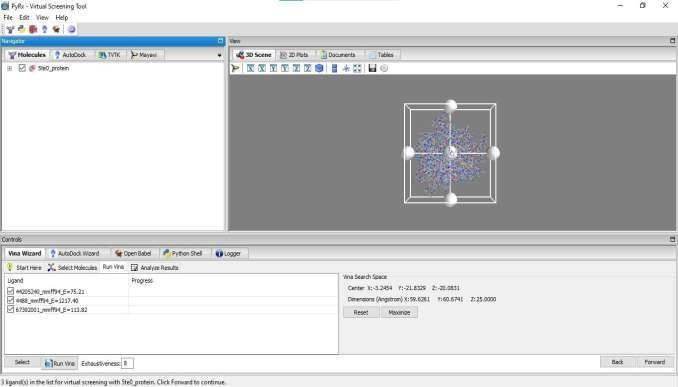 PyRx - Virtual Screening Tool
File Edit View Help
Navigator
View
Molecules AutoDock TVTK Mayavi
3D Scene 2D Plots Documents Tables
5te0_protein
Controls
Vina Wizard AutoDock Wizard Open Babel Python Shell Logger
Start Here Select Molecules Run Vina Analyze Results
Ligand Progress
44205240_mmff94_E=75.21
4488_mmff94_E=1217.40
67392001_mmff94_E=113.82
Vina Search Space
Center X:-3.2454 Y:-21.8329 Z:-20.0831
Dimensions (Angstrom) X:59.6261 Y:60.6741 Z:25.0000
Reset Maximize
Select Run Vina Exhaustiveness: 8
Back Forward
3 ligand(s) in the list for virtual screening with 5te0_protein. Click Forward to continue.